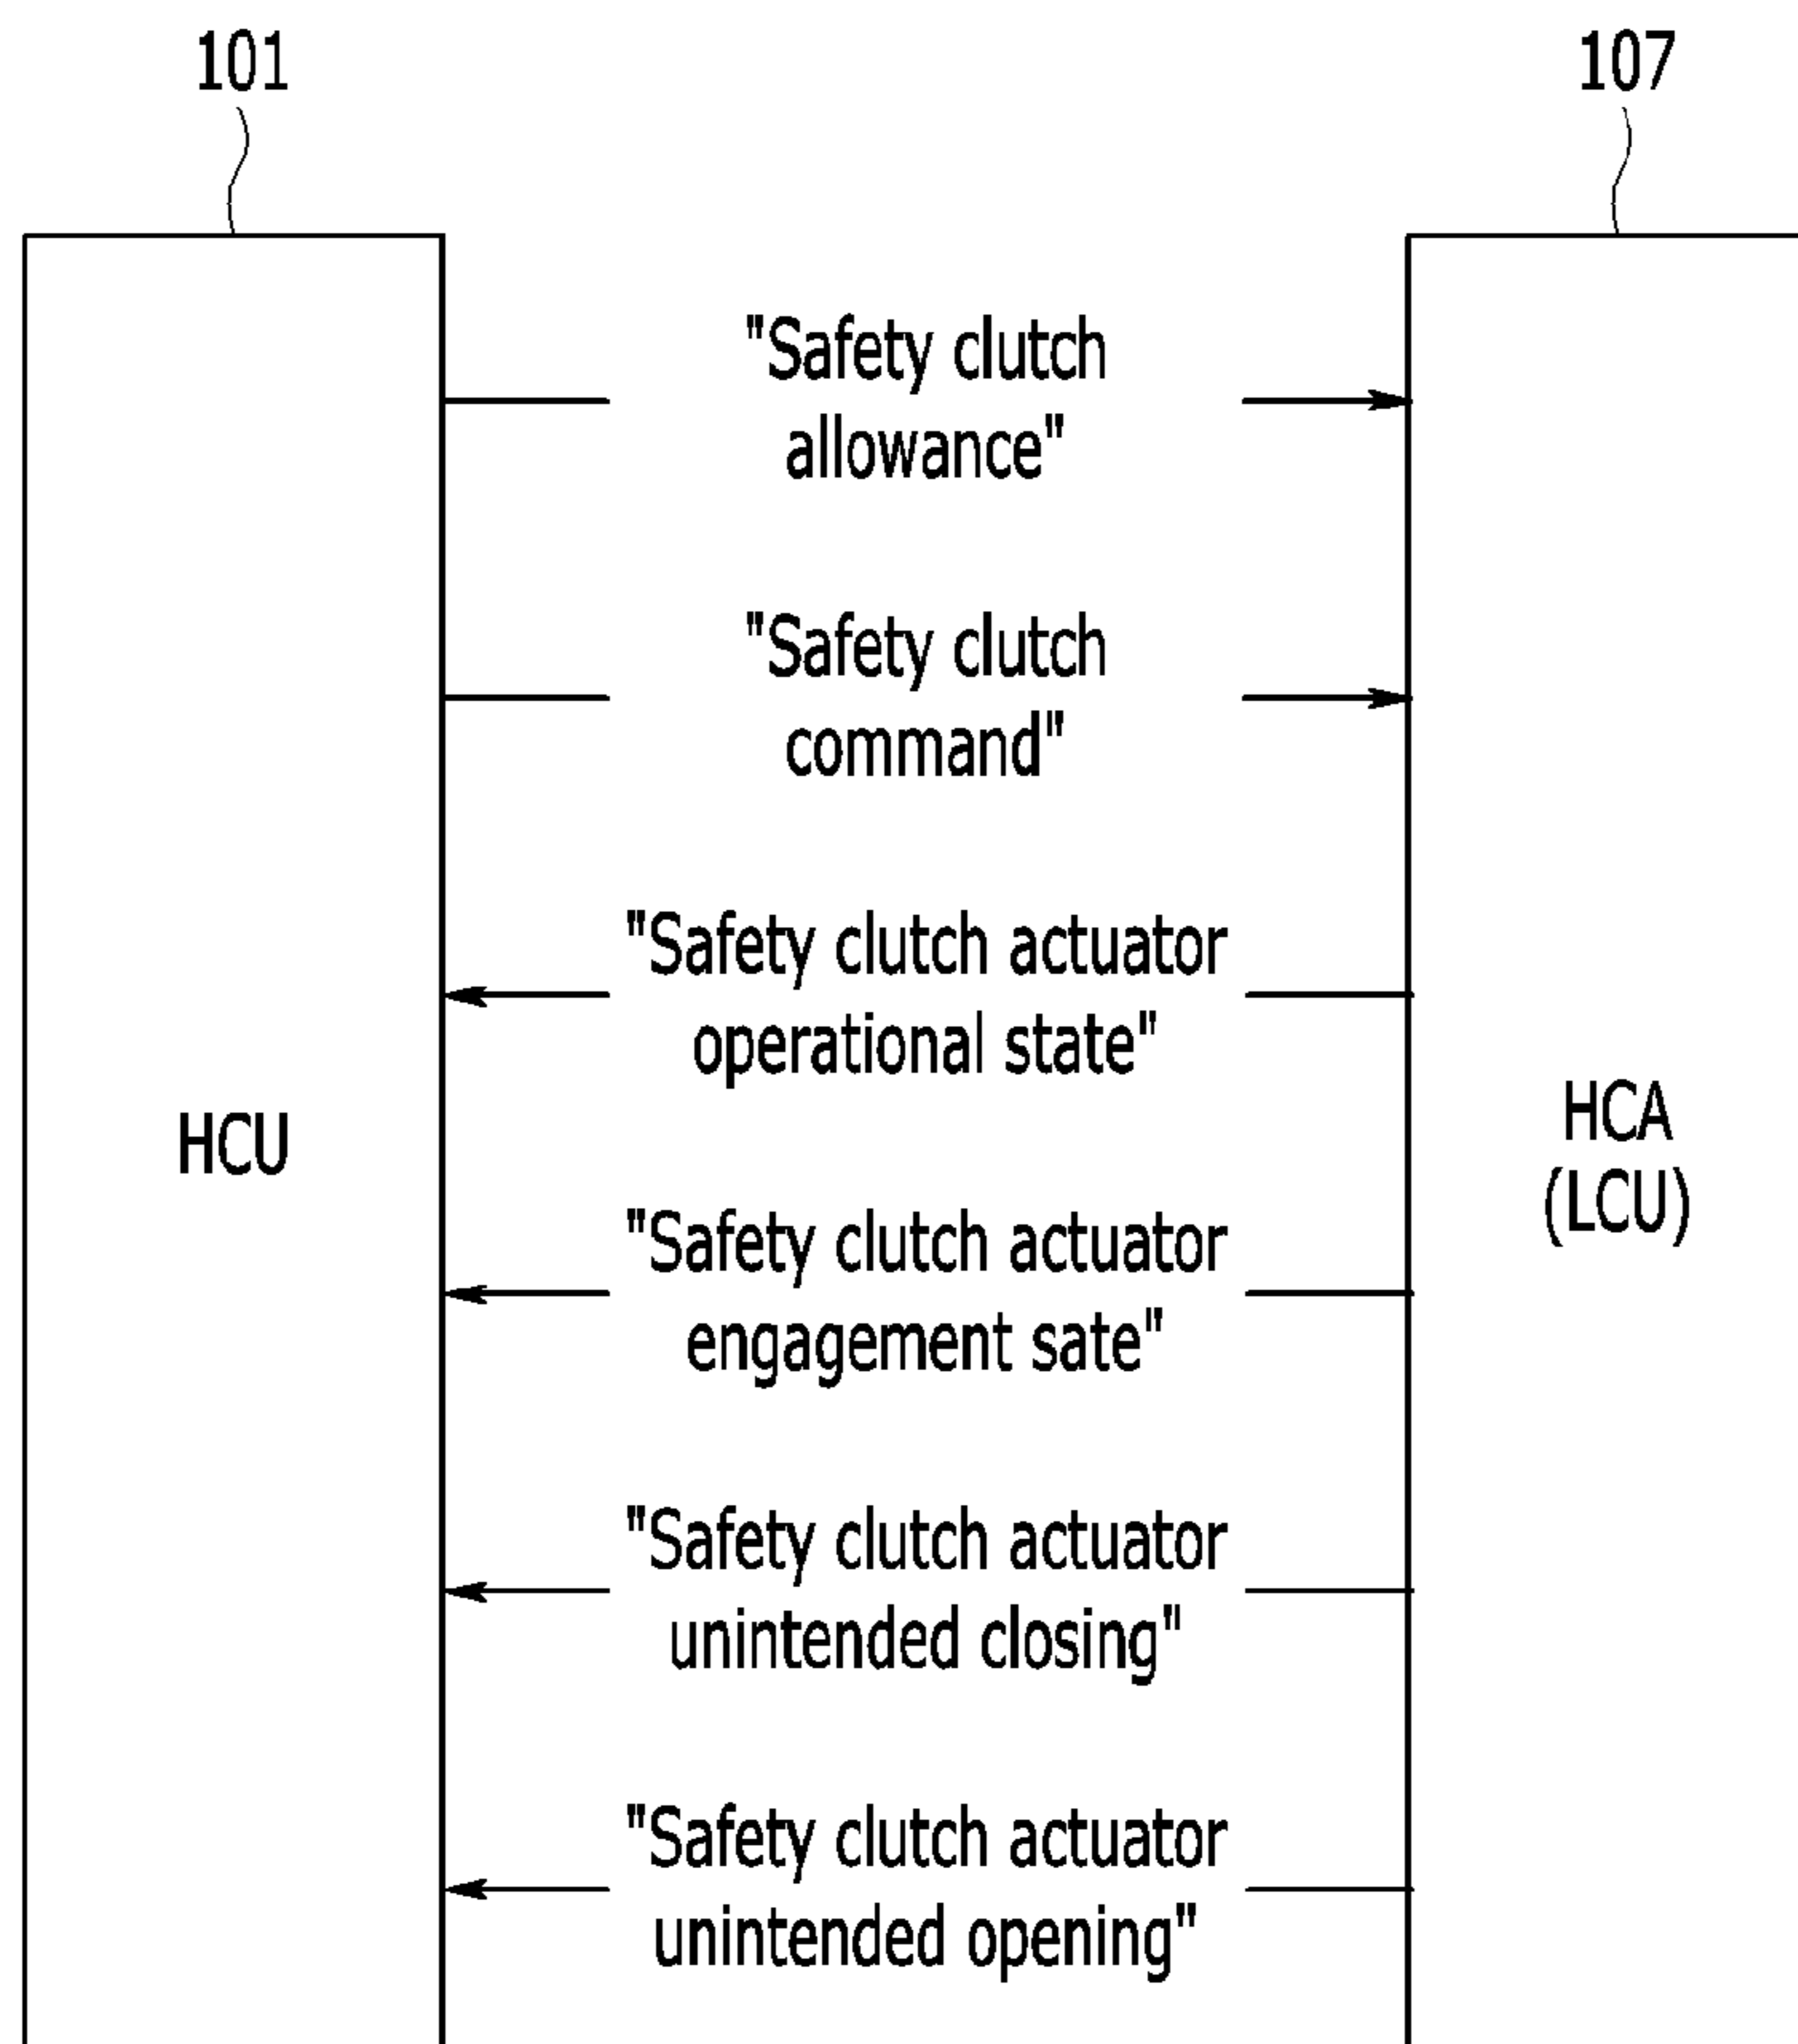 101
107
"Safety clutch
allowance"
"Safety clutch
command"
"Safety clutch actuator
operational state"
HCU
HCA
(LCU)
"Safety clutch actuator
engagement sate"
"Safety clutch actuator
unintended closing"
"Safety clutch actuator
unintended opening"